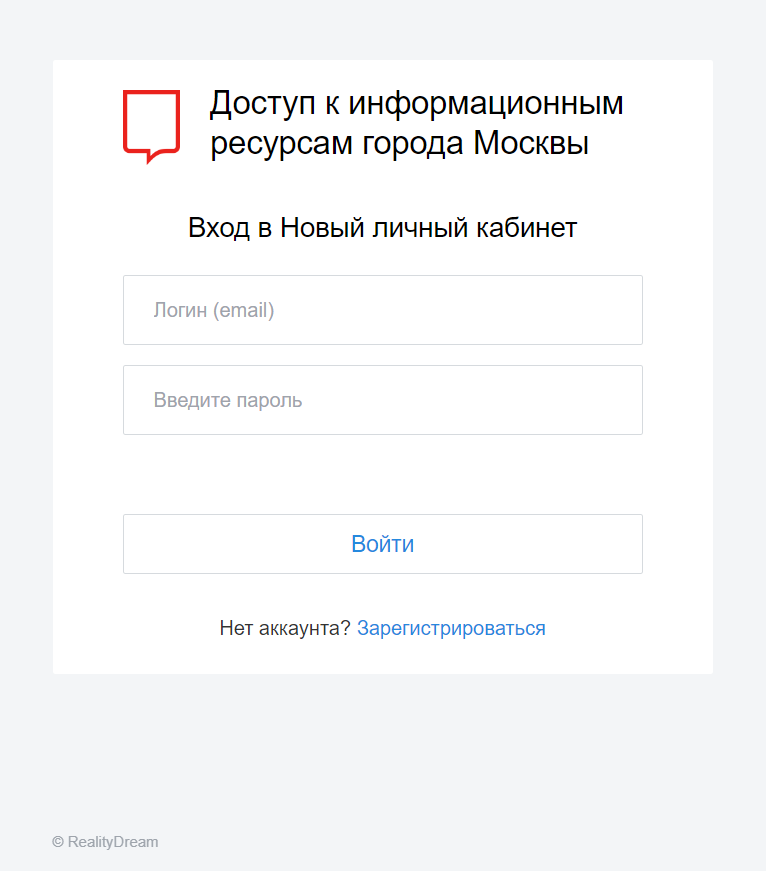 Доступ к информационным
ресурсам города Москвы
Вход в Новый личный кабинет
Логин (email)
Введите пароль
Войти
Нет аккаунта? Зарегистрироваться
© RealityDream